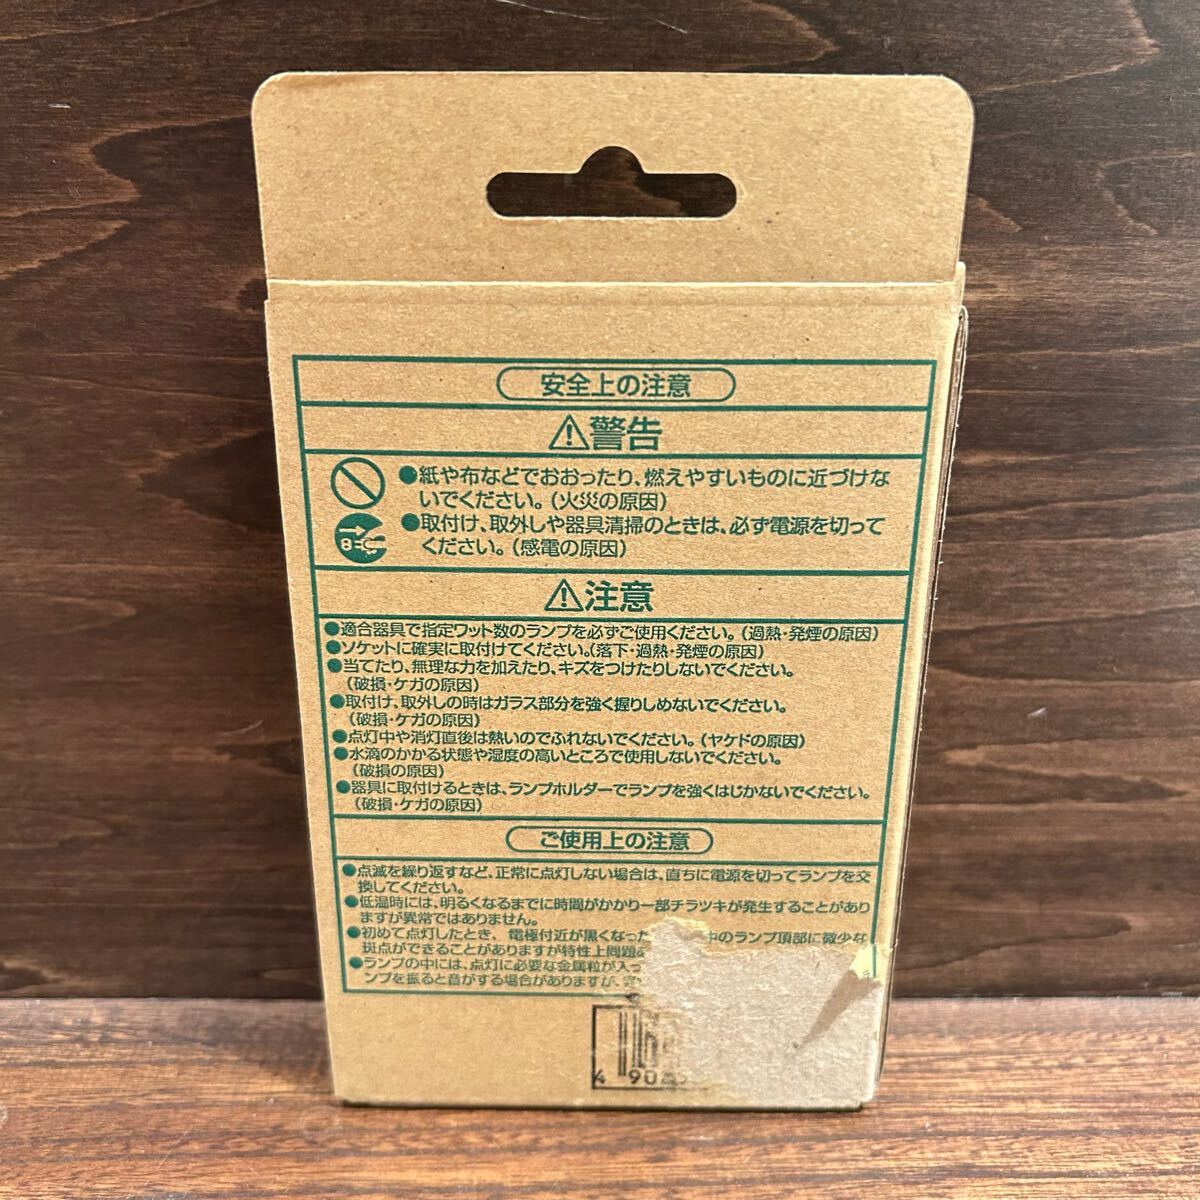 安全上の注意
⚠警告
●紙や布などでおおったり、燃えやすいものに近づけな
いでください。(火災の原因)
●取付け、取外しや器具清掃のときは、必ず電源を切って
ください。(感電の原因)
⚠注意
●適合器具で指定ワット数のランプを必ずご使用ください。(過熱・発煙の原因)
●ソケットに確実に取付けてください。(落下・過熱・発煙の原因)
●当てたり、無理な力を加えたり、キズをつけたりしないでください。
(破損・ケガの原因)
●取付け、取外しの時はガラス部分を強く握りしめないでください。
(破損・ケガの原因)
●点灯中や消灯直後は熱いのでふれないでください。(ヤケドの原因)
●水滴のかかる状態や湿度の高いところで使用しないでください。
(破損の原因)
●器具に取付けるときは、ランプホルダーでランプを強くはじかないでください。
(破損・ケガの原因)
ご使用上の注意
●点滅を繰り返すなど、正常に点灯しない場合は、直ちに電源を切ってランプを交
換してください。
●低温時には、明るくなるまでに時間がかかり一部チラツキが発生することがあり
ますが異常ではありません。
●初めて点灯したとき、電極付近が黒くなった 中のランプ頂部に微少な
斑点ができることがありますが特性上問題
●ランプの中には、点灯に必要な金属粒が入っ
ンプを振ると音がする場合がありますが、
4 904